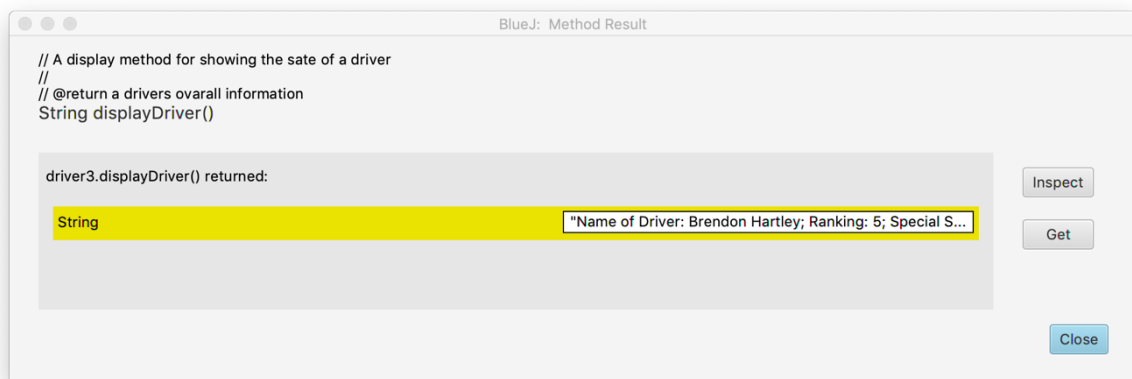 BlueJ: Method Result
// A display method for showing the sate of a driver
//
// @return a drivers ovarall information
String displayDriver()
driver3.displayDriver() returned:
Inspect
String
"Name of Driver: Brendon Hartley; Ranking: 5; Special S...
Get
Close